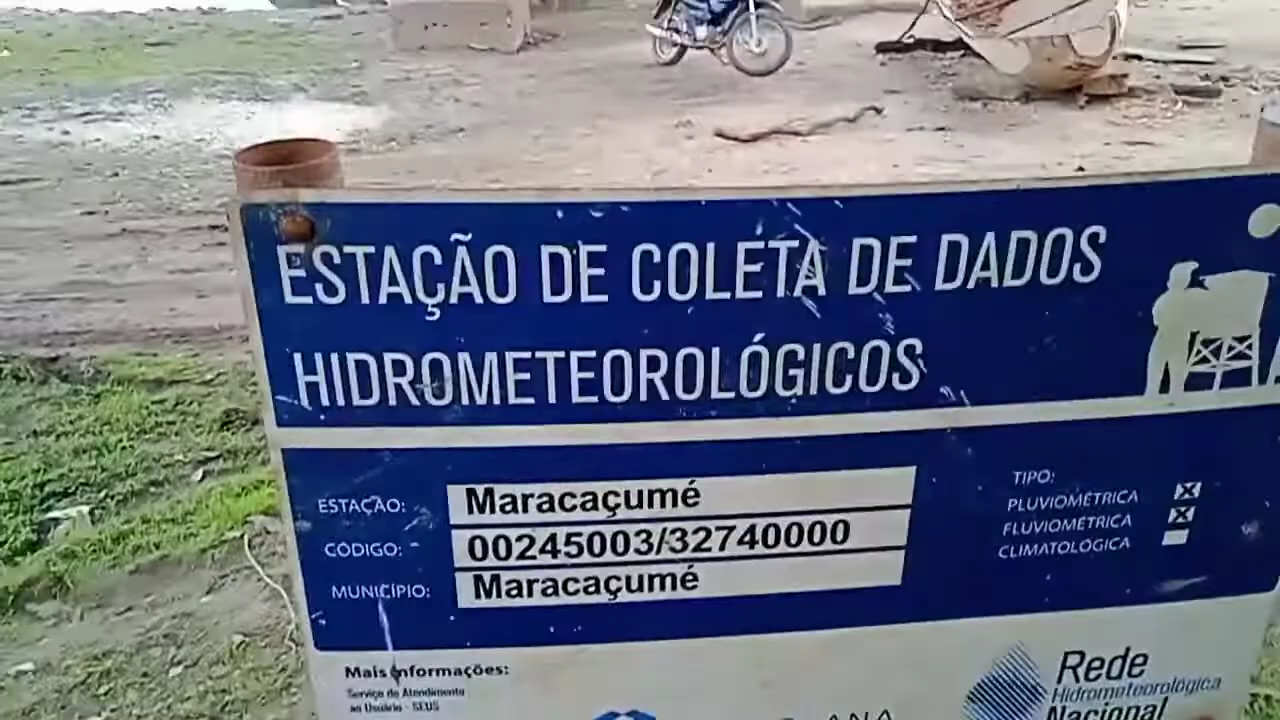 ESTAÇÃO DE COLETA DE DADOS
HIDROMETEOROLÓGICOS
ESTAÇÃO: Maracaçumé
CÓDIGO: 00245003/32740000
MUNICÍPIO: Maracaçumé
TIPO:
PLUVIOMÉTRICA X
FLUVIOMÉTRICA X
CLIMATOLÓGICA
Mais informações:
Serviço de Atendimento
ao Usuário - SEUS
ANA
Rede
Hidrometeorológica
Nacional